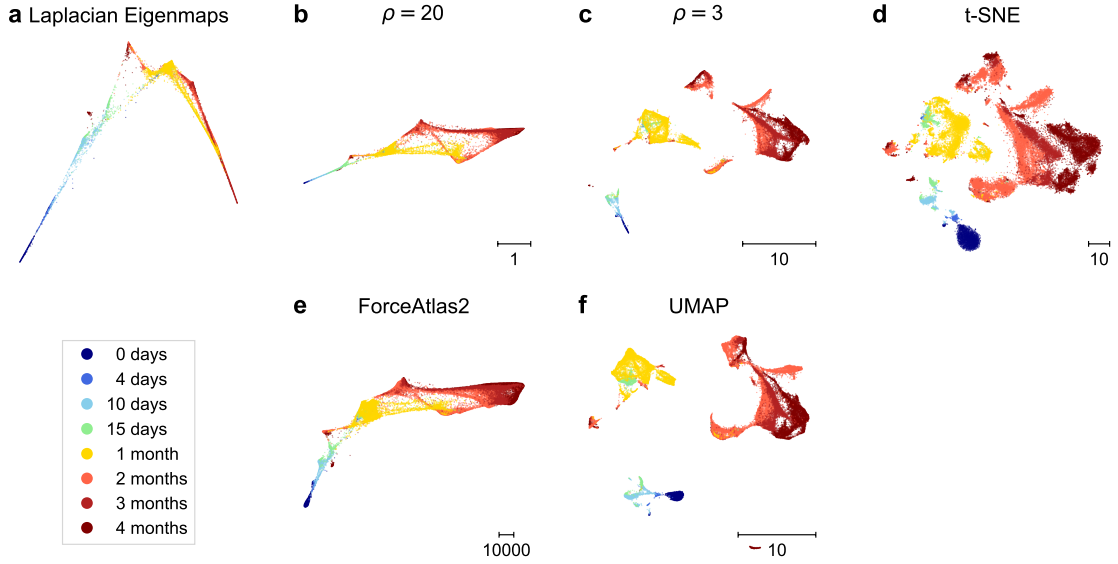 a Laplacian Eigenmaps
b ρ = 20
c ρ = 3
d t-SNE
1
10
10
e ForceAtlas2
f UMAP
0 days
4 days
10 days
15 days
1 month
2 months
3 months
4 months
10000
10